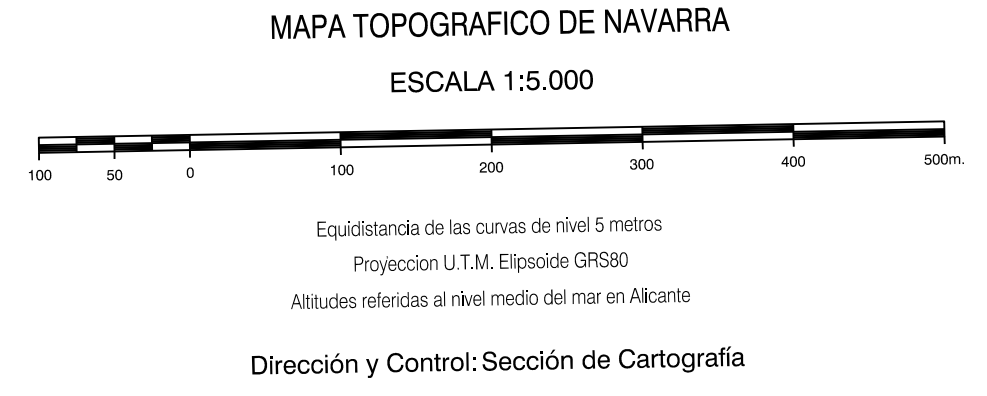 MAPA TOPOGRAFICO DE NAVARRA
ESCALA 1:5.000
100 50 0 100 200 300 400 500m.
Equidistancia de las curvas de nivel 5 metros
Proyeccion U.T.M. Elipsoide GRS80
Altitudes referidas al nivel medio del mar en Alicante
Dirección y Control: Sección de Cartografía